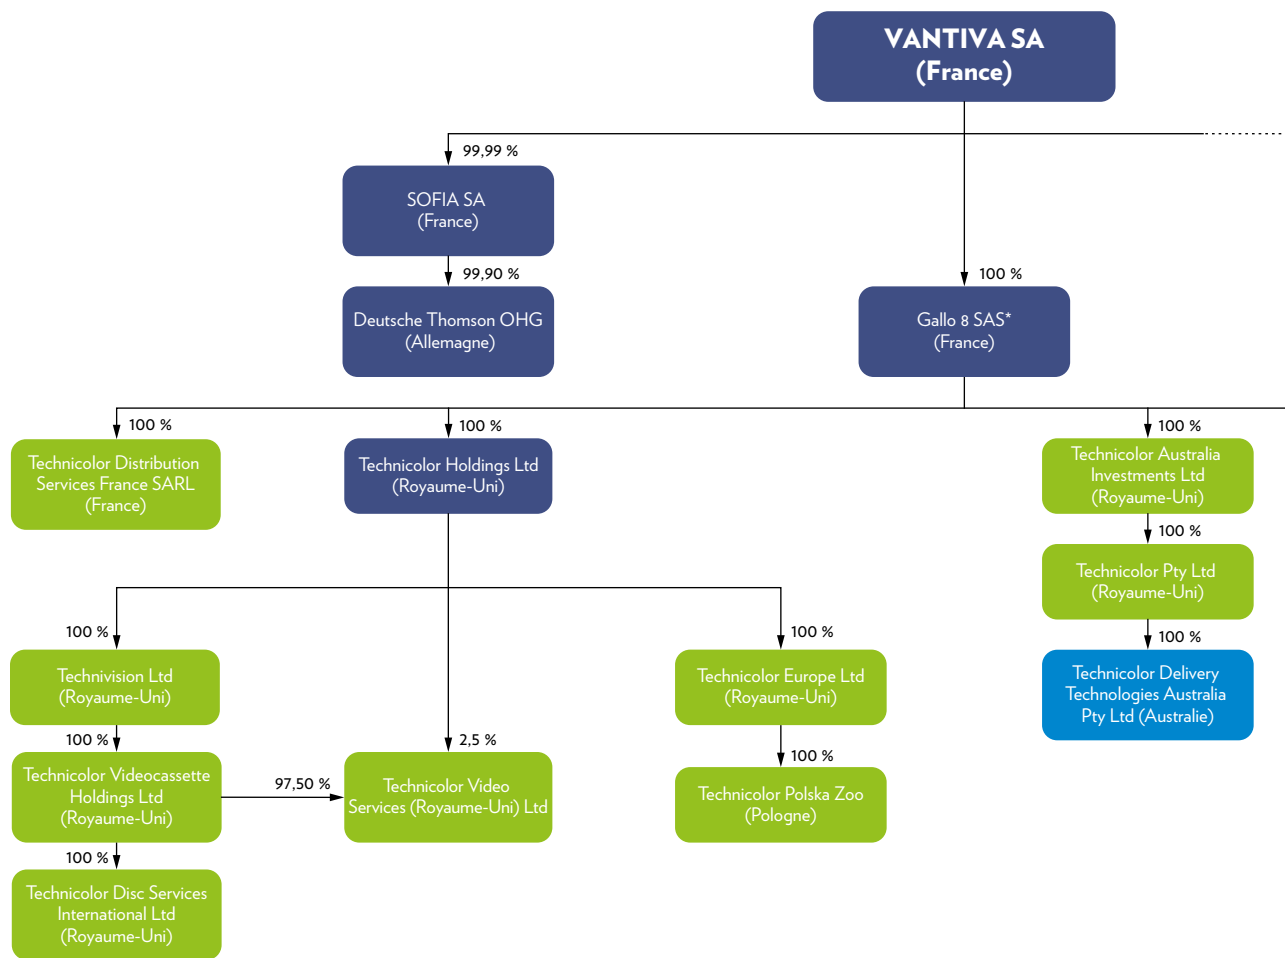 VANTIVA SA
(France)
99,99 %
SOFIA SA
(France)
99,90 %
100 %
Deutsche Thomson OHG
(Allemagne)
Gallo 8 SAS*
(France)
100 %
100 %
100 %
Technicolor Distribution
Services France SARL
(France)
Technicolor Holdings Ltd
(Royaume-Uni)
Technicolor Australia
Investments Ltd
(Royaume-Uni)
100 %
Technicolor Pty Ltd
(Royaume-Uni)
100 %
100 %
100 %
Technivision Ltd
(Royaume-Uni)
Technicolor Europe Ltd
(Royaume-Uni)
Technicolor Delivery
Technologies Australia
Pty Ltd (Australie)
100 %
2,5 %
100 %
Technicolor Videocassette
Holdings Ltd
(Royaume-Uni)
97,50 %
Technicolor Video
Services (Royaume-Uni) Ltd
Technicolor Polska Zoo
(Pologne)
100 %
Technicolor Disc Services
International Ltd
(Royaume-Uni)